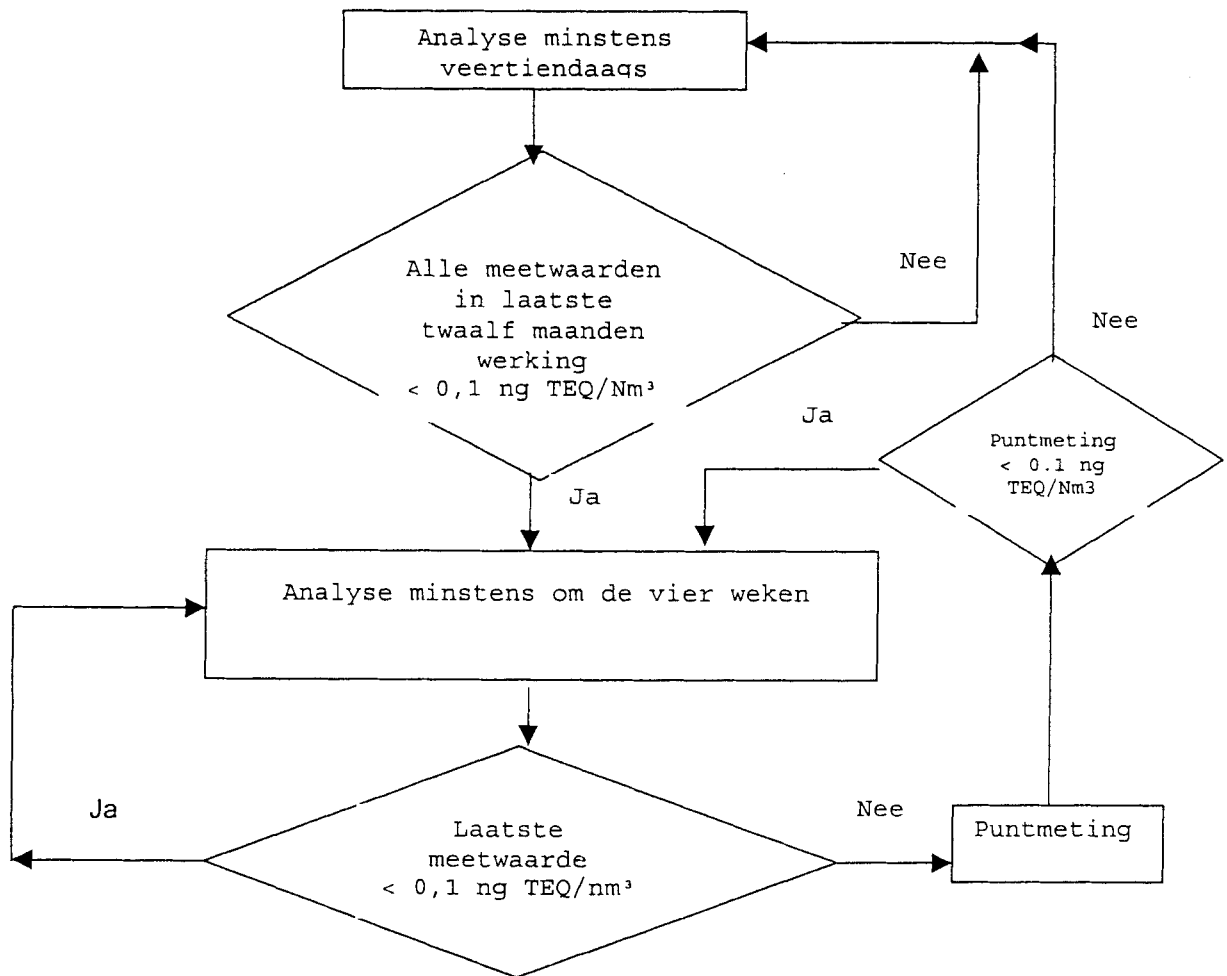 Analyse minstens
veertiendaags
Nee
Alle meetwaarden
in laatste
twaalf maanden
werking
< 0,1 ng TEQ/Nm³
Nee
Ja
Puntmeting
< 0.1 ng
TEQ/Nm3
Ja
Analyse minstens om de vier weken
Ja
Nee
Laatste
meetwaarde
< 0,1 ng TEQ/nm³
Puntmeting